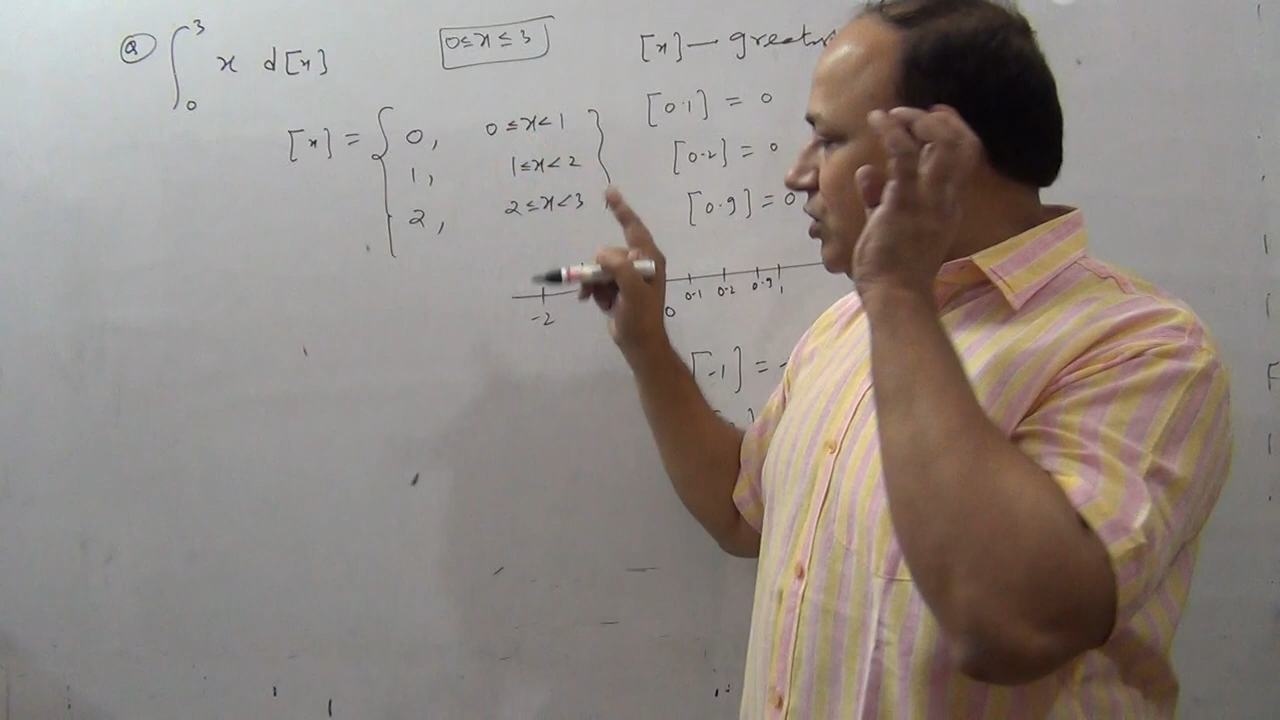 Q ∫₀³ x d[x]
0≤x≤3
[x] = { 0, 0≤x<1
1, 1≤x<2
2, 2≤x<3 }
[x] —
[0.1] = 0
[0.2] = 0
[0.9] = 0
-2 0 0.1 0.2 0.9 1
[-1] = -
F